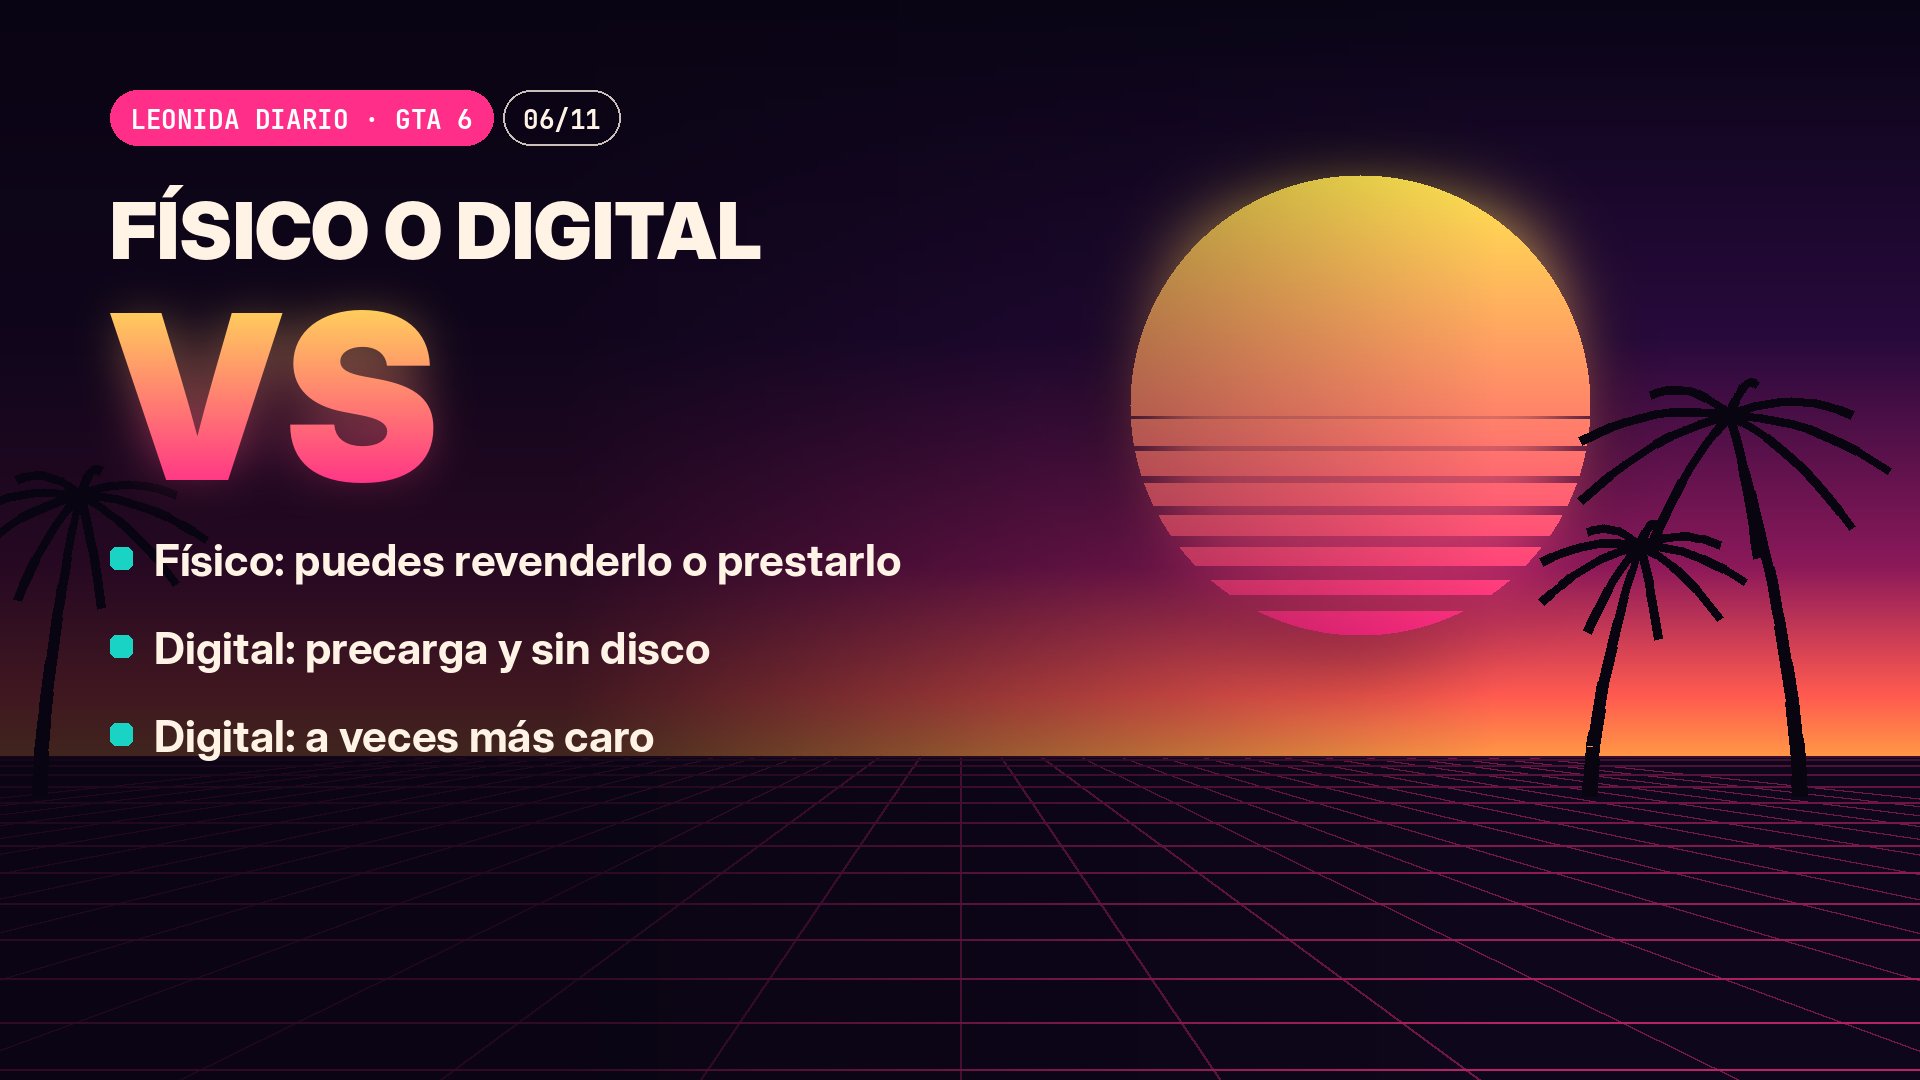 LEONIDA DIARIO · GTA 6
06/11
FÍSICO O DIGITAL
VS
Físico: puedes revenderlo o prestarlo
Digital: precarga y sin disco
Digital: a veces más caro